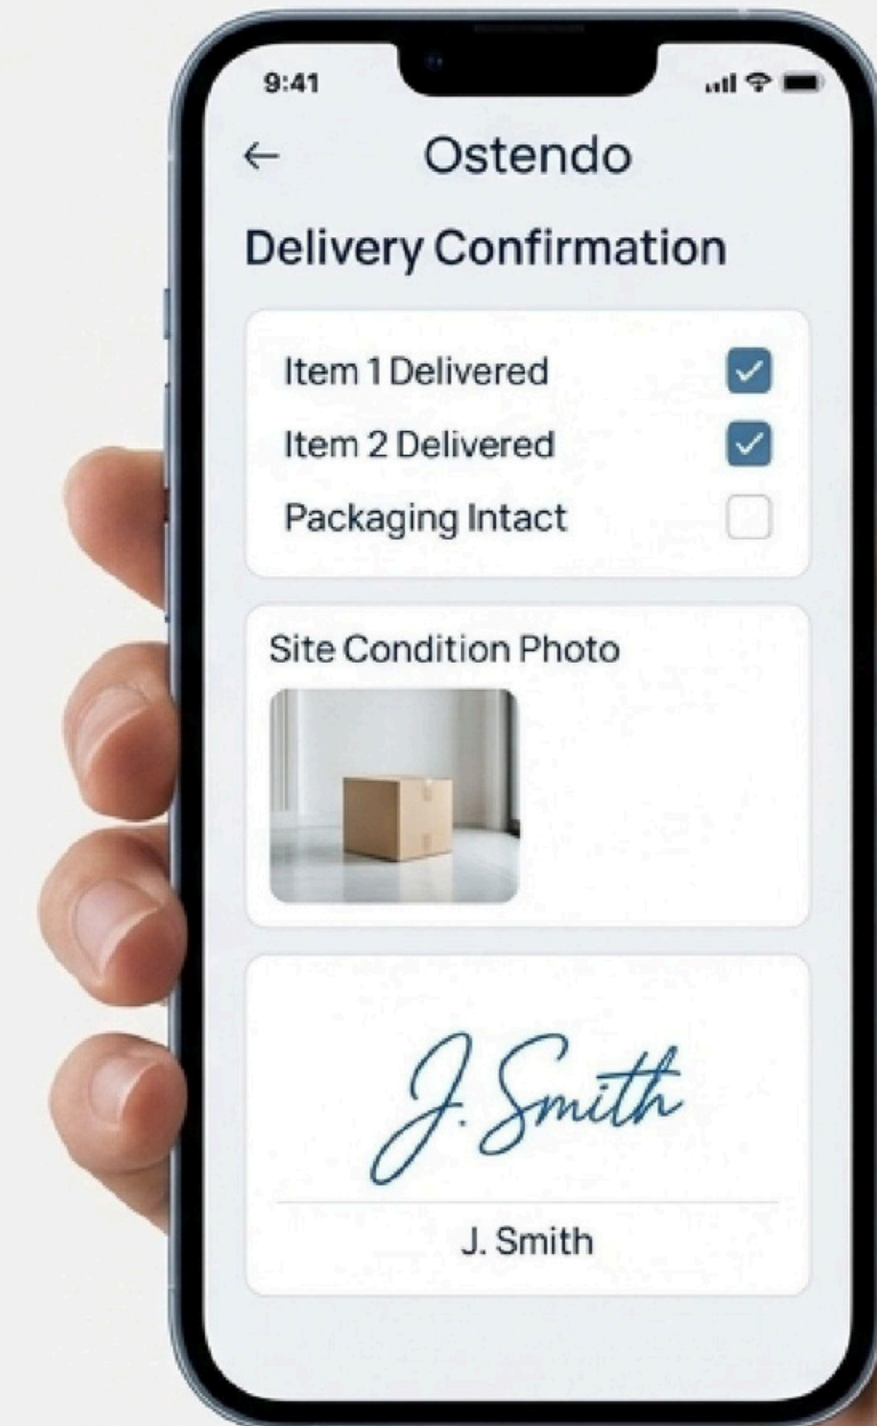 9:41
Ostendo
Delivery Confirmation
Item 1 Delivered
Item 2 Delivered
Packaging Intact
Site Condition Photo
J. Smith
J. Smith